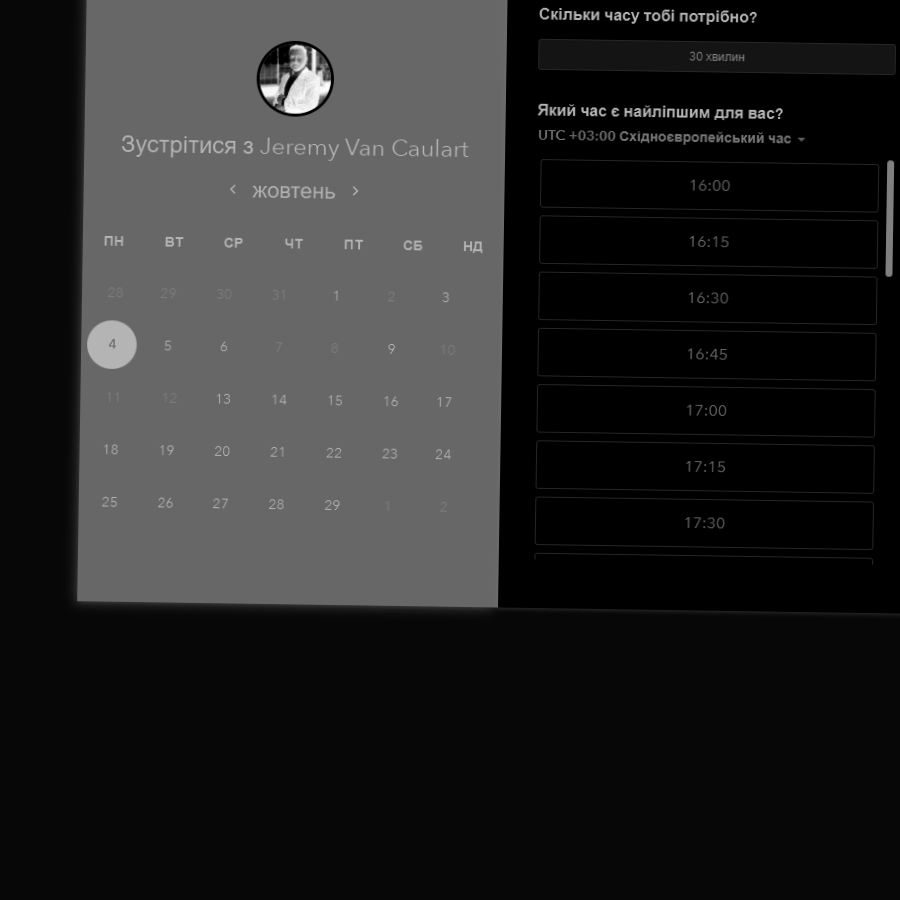 Зустрітися з Jeremy Van Caulart
жовтень
ПН ВТ СР ЧТ ПТ СБ НД
28 29 30 31 1 2 3
4 5 6 7 8 9 10
11 12 13 14 15 16 17
18 19 20 21 22 23 24
25 26 27 28 29 1 2
Скільки часу тобі потрібно?
30 хвилин
Який час є найліпшим для вас?
UTC +03:00 Східноєвропейський час
16:00
16:15
16:30
16:45
17:00
17:15
17:30